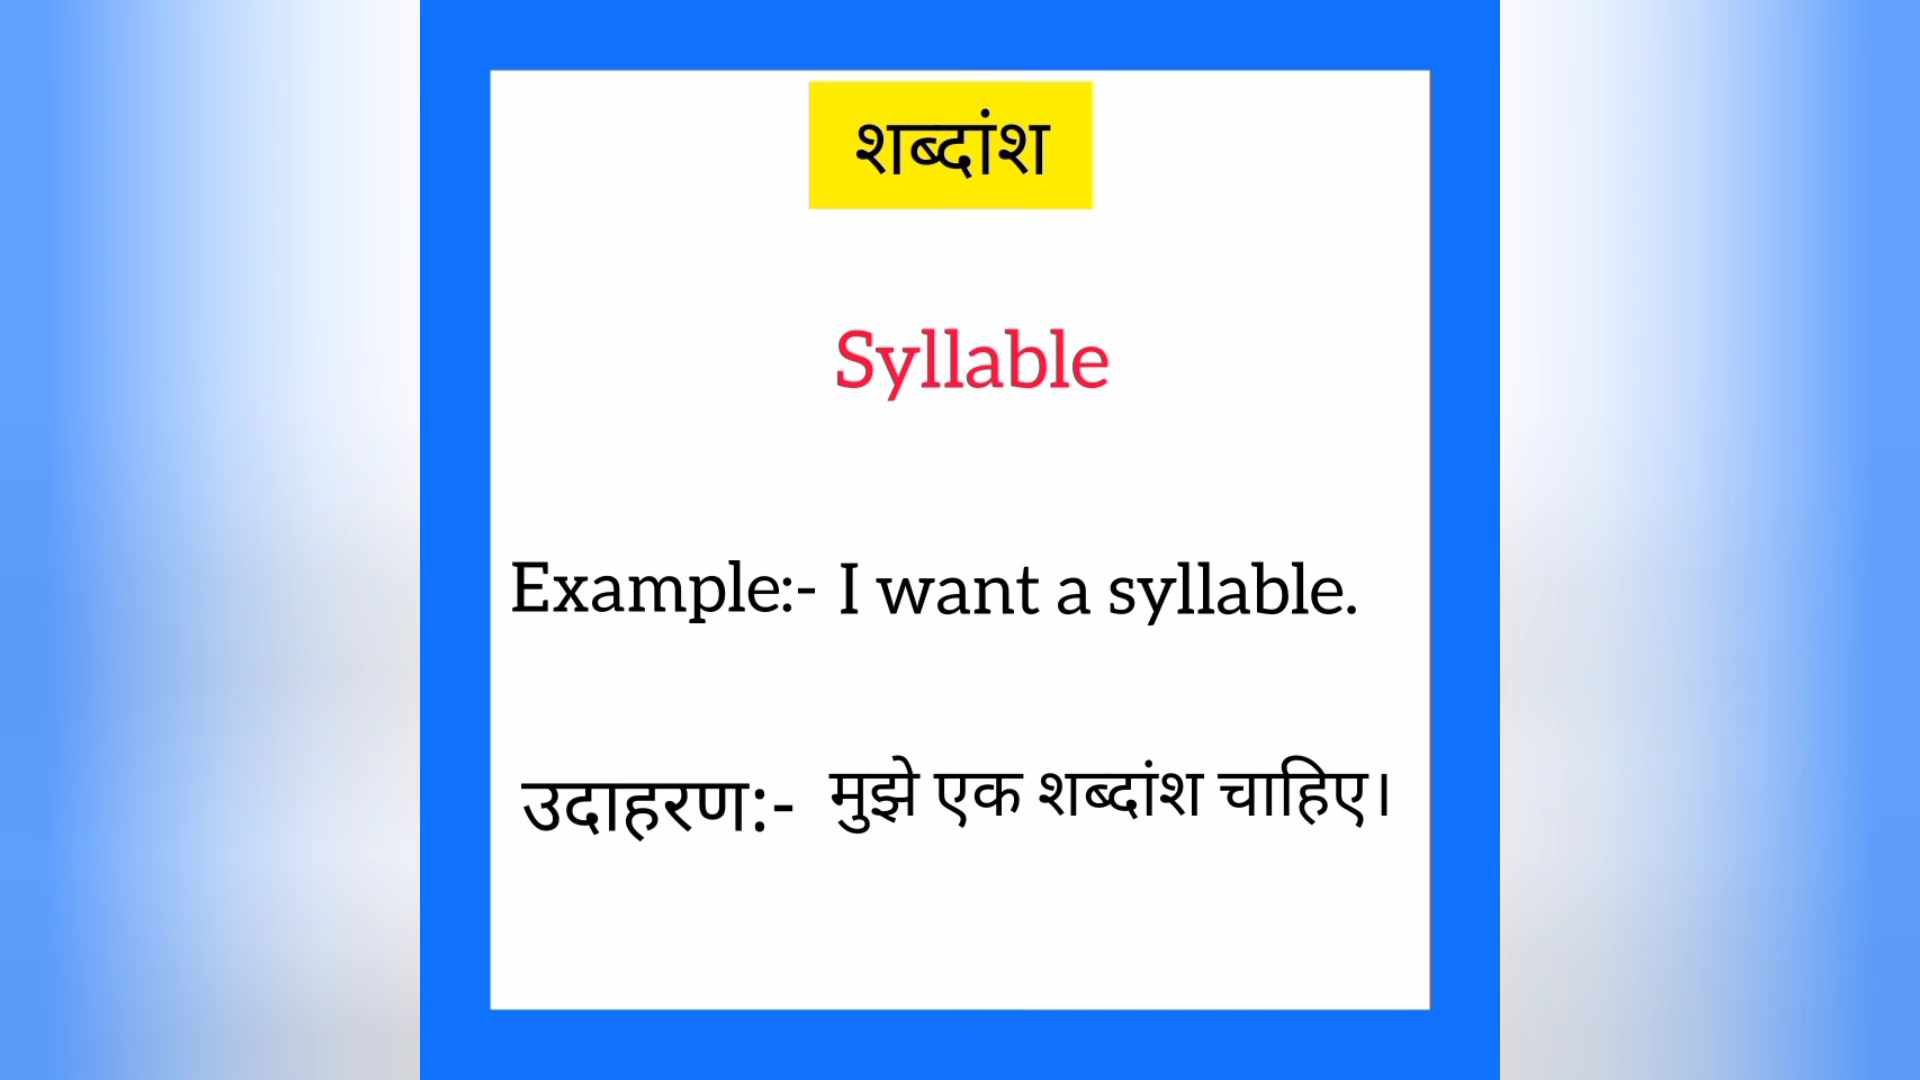 शब्दांश
Syllable
Example:- I want a syllable.
उदाहरण:- मुझे एक शब्दांश चाहिए।